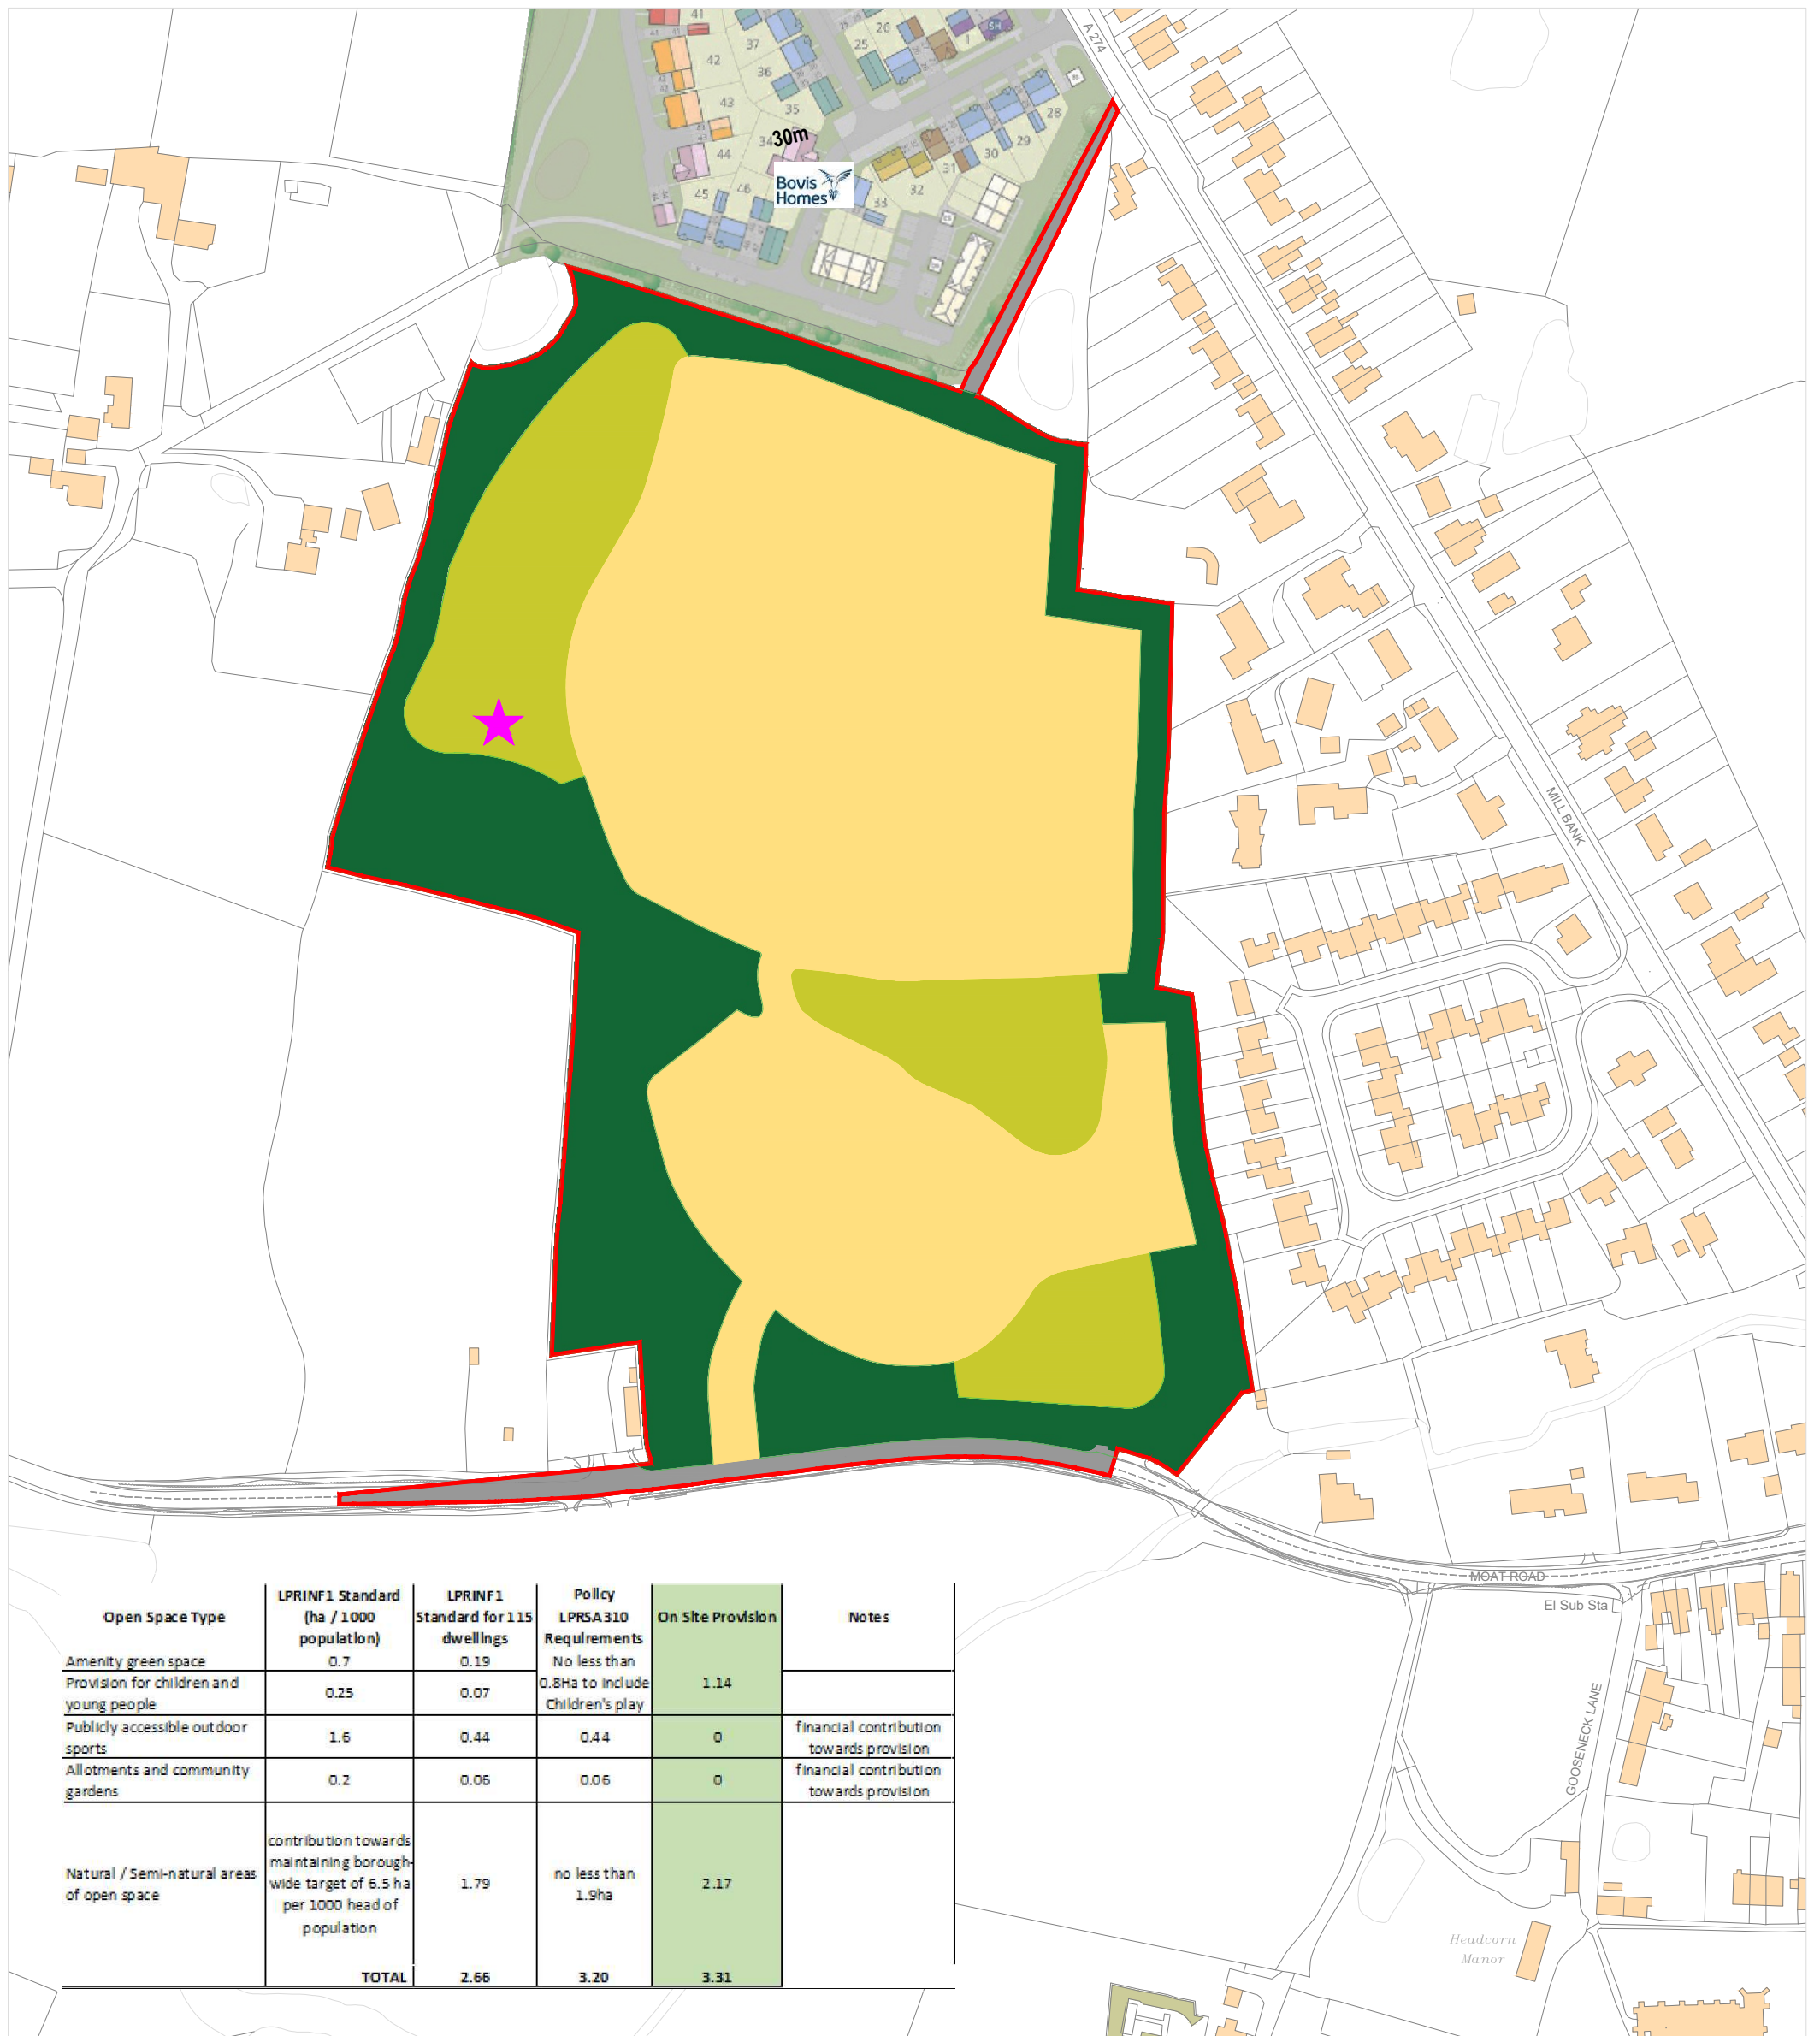 41
42
37
36
43
35
34
30m
44
45
46
Bovis
Homes
33
32
31
30
29
28
26
25
1
SH
A 274
MILL BANK
MOAT ROAD
El Sub Sta
GOOSENECK LANE
Headcorn
Manor
Open Space Type
LPRINF1 Standard
(ha / 1000
population)
LPRINF1
Standard for 115
dwellings
Policy
LPRSA310
Requirements
On Site Provision
Notes
Amenity green space
0.7
0.19
No less than
0.8Ha to include
Children's play
1.14
Provision for children and
young people
0.25
0.07
Publicly accessible outdoor
sports
1.6
0.44
0.44
0
financial contribution
towards provision
Allotments and community
gardens
0.2
0.06
0.06
0
financial contribution
towards provision
Natural / Semi-natural areas
of open space
contribution towards
maintaining borough-
wide target of 6.5 ha
per 1000 head of
population
1.79
no less than
1.9ha
2.17
TOTAL
2.66
3.20
3.31